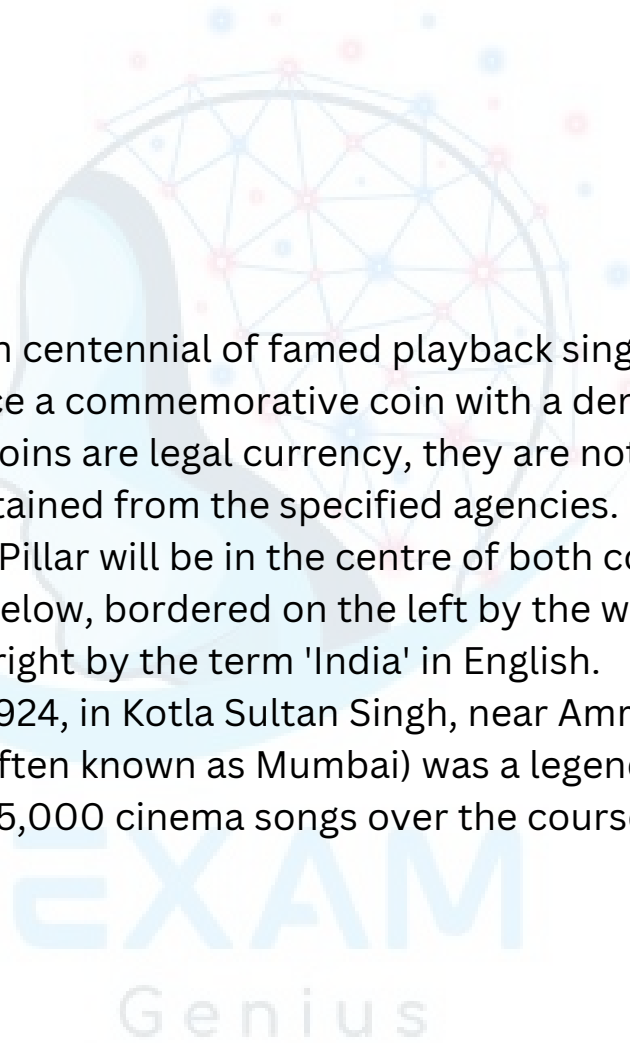 n centennial of famed playback sing
ce a commemorative coin with a den
oins are legal currency, they are not
tained from the specified agencies.
Pillar will be in the centre of both co
elow, bordered on the left by the w
right by the term 'India' in English.
924, in Kotla Sultan Singh, near Amr
ften known as Mumbai) was a legend
5,000 cinema songs over the course
EXAM
Genius